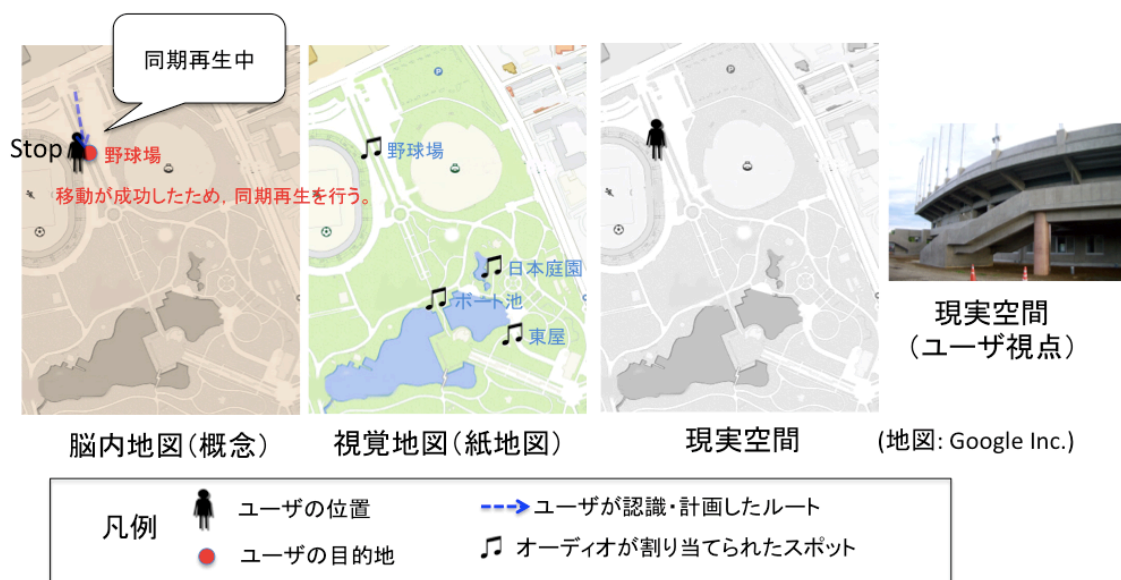 同期再生中
Stop
野球場
移動が成功したため，同期再生を行う。
野球場
日本庭園
ボート池
東屋
現実空間
（ユーザ視点）
脳内地図（概念）
視覚地図（紙地図）
現実空間
(地図: Google Inc.)
凡例
ユーザの位置
ユーザが認識・計画したルート
ユーザの目的地
オーディオが割り当てられたスポット